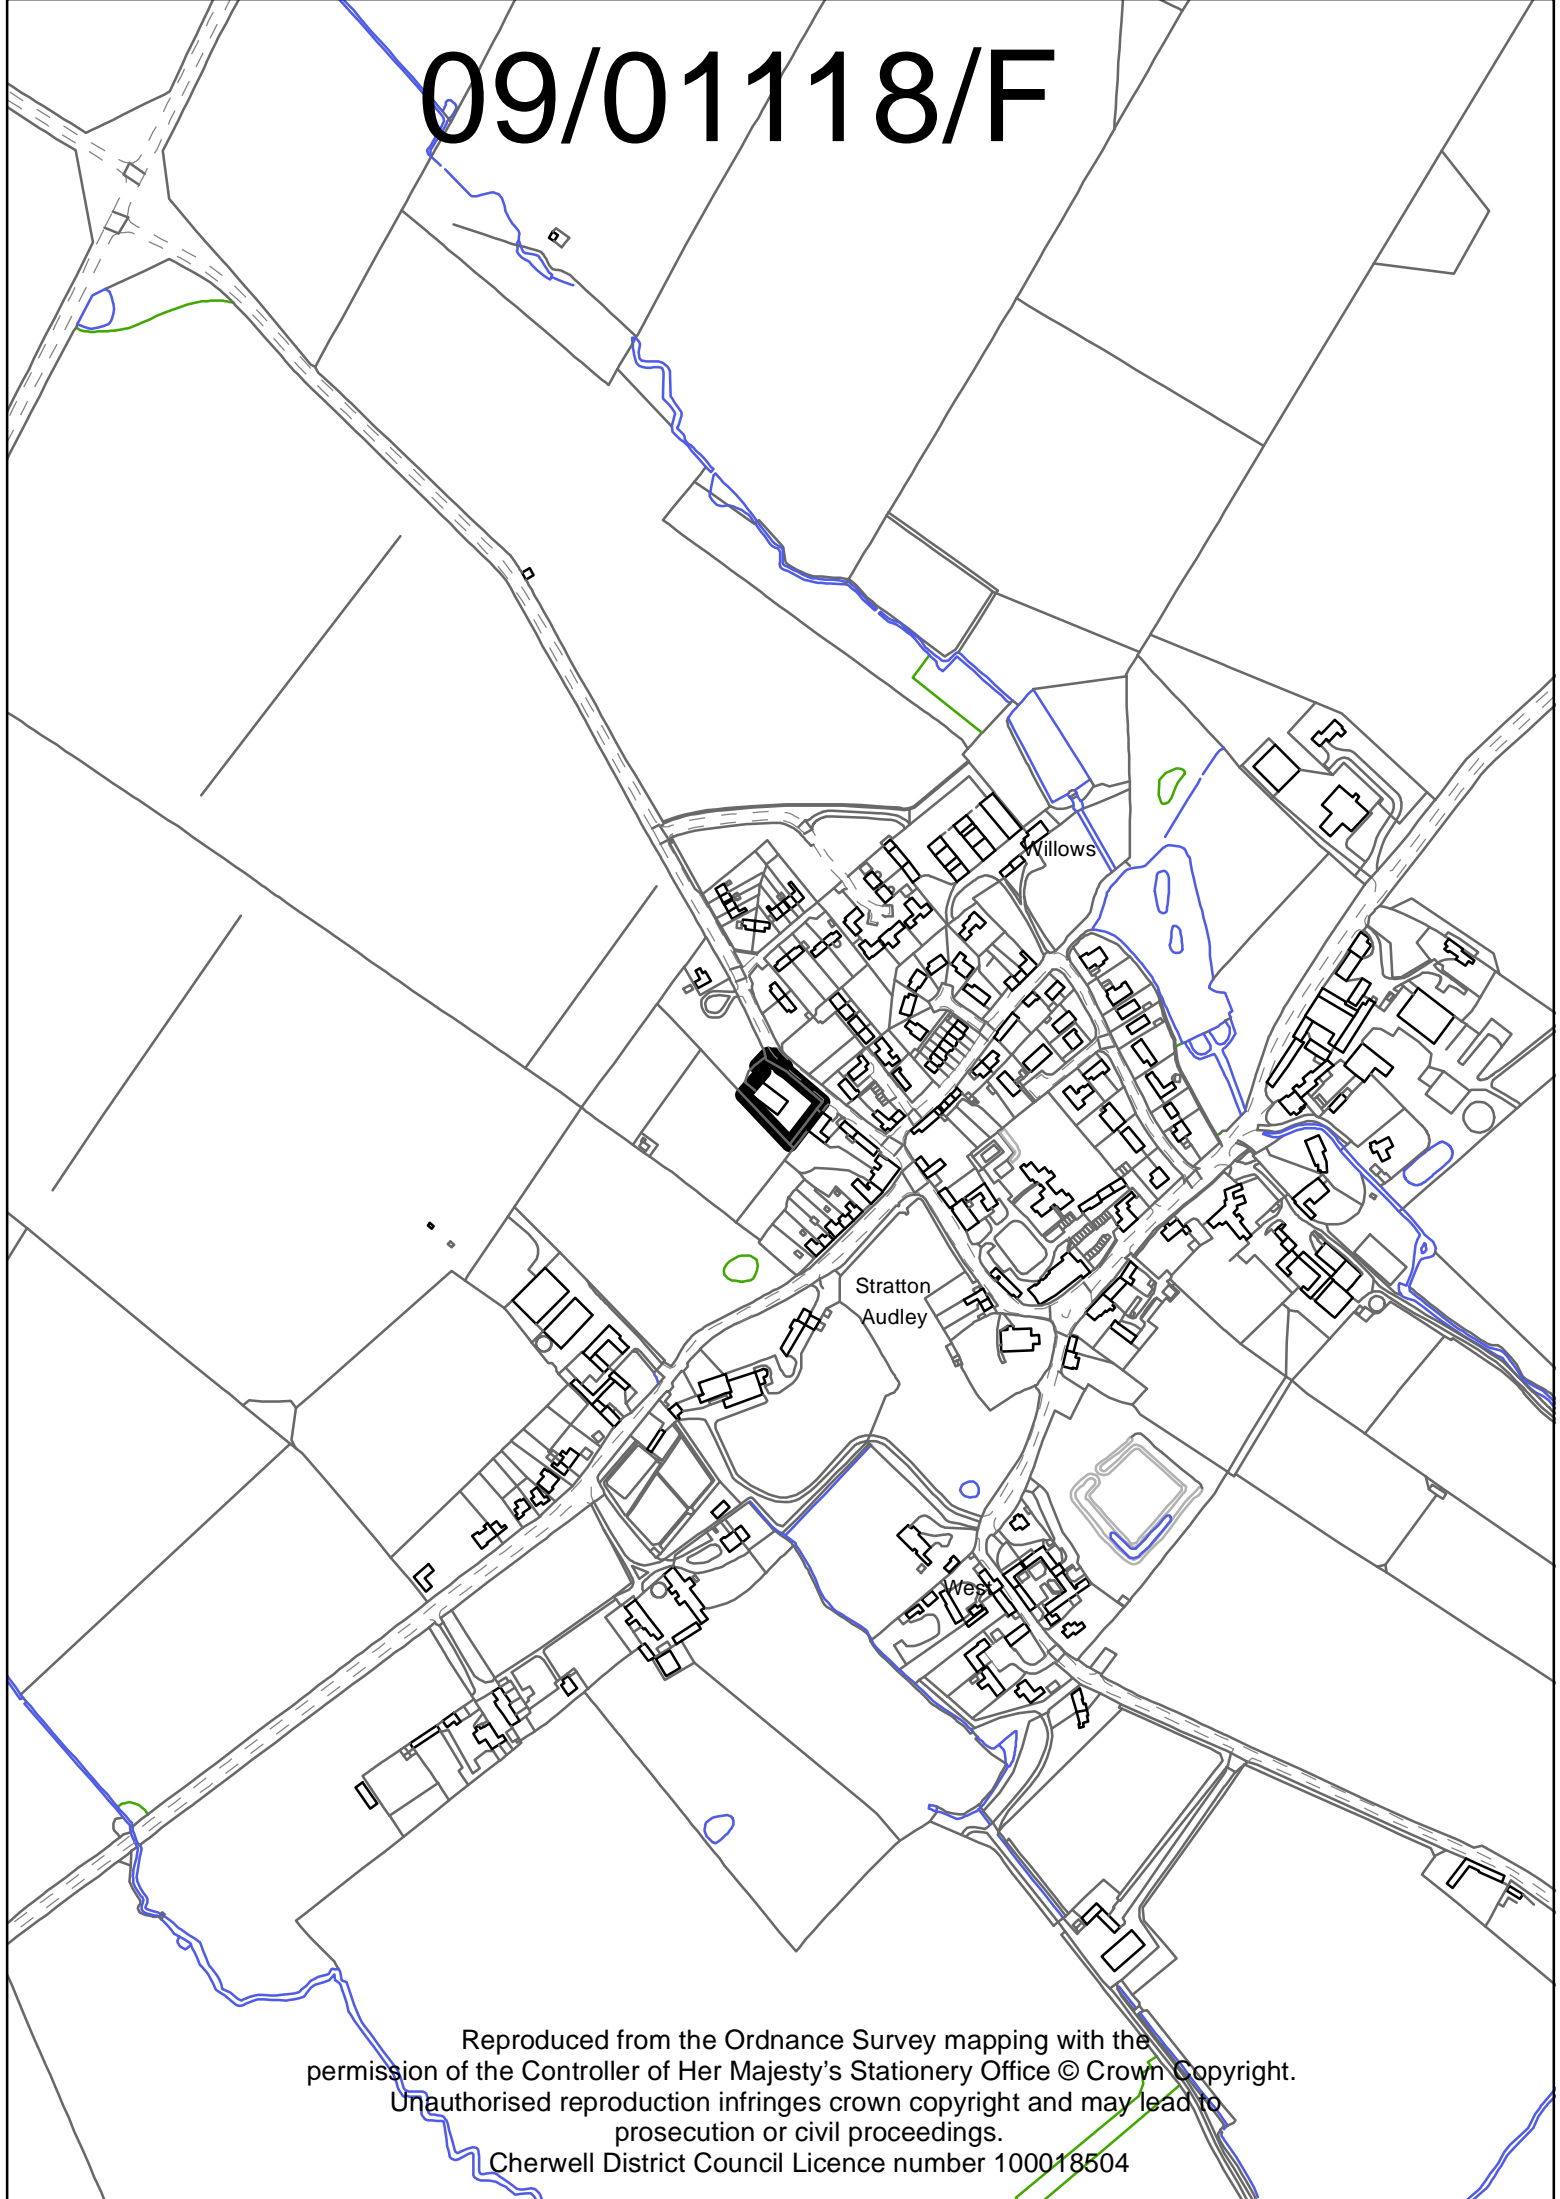 09/01118/F
Willows
Stratton
Audley
West
Reproduced from the Ordnance Survey mapping with the
permission of the Controller of Her Majesty's Stationery Office © Crown Copyright.
Unauthorised reproduction infringes crown copyright and may lead to
prosecution or civil proceedings.
Cherwell District Council Licence number 100018504